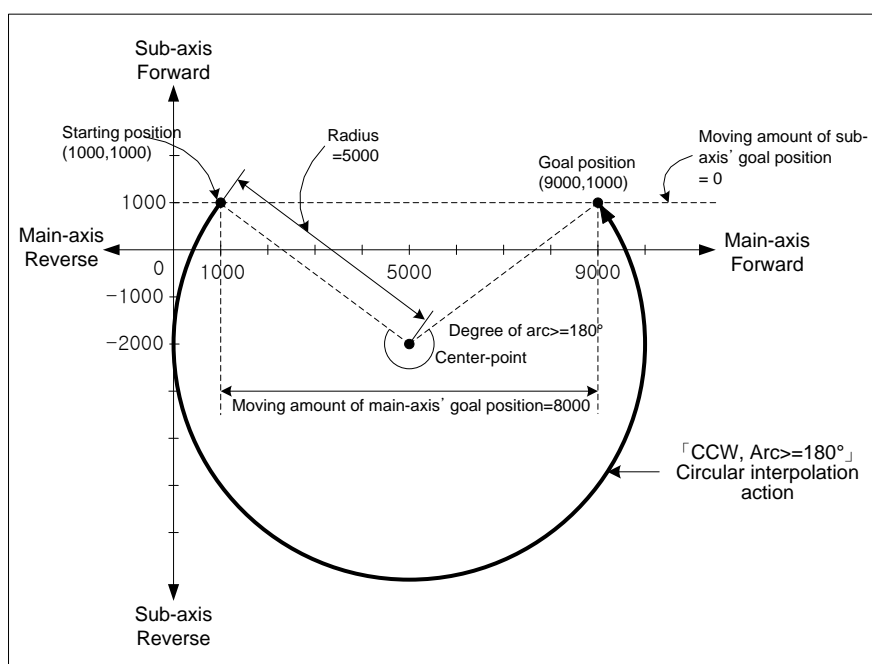 Sub-axis
Forward
Starting position
(1000,1000)
Radius
=5000
Goal position
(9000,1000)
Moving amount of sub-
axis’ goal position
= 0
1000
Main-axis
Reverse
0
1000
5000
9000
Main-axis
Forward
-1000
-2000
Degree of arc>=180°
Center-point
Moving amount of main-axis’ goal position=8000
「CCW, Arc>=180°」
Circular interpolation
action
Sub-axis
Reverse